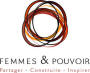 FEMMES & POUVOIR
Partager - Construire - Inspirer